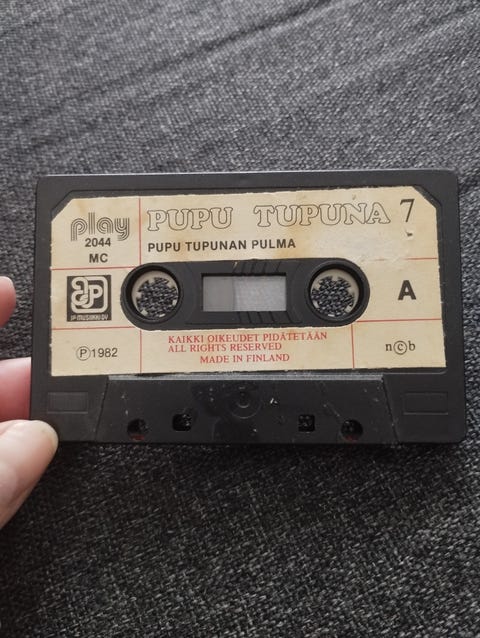 play
2044
MC
PUPU TUPUNA 7
PUPU TUPUNAN PULMA
A
JP-MUSIIKKI OY
Ⓟ1982
KAIKKI OIKEUDET PIDÄTETÄÄN
ALL RIGHTS RESERVED
MADE IN FINLAND
n©b